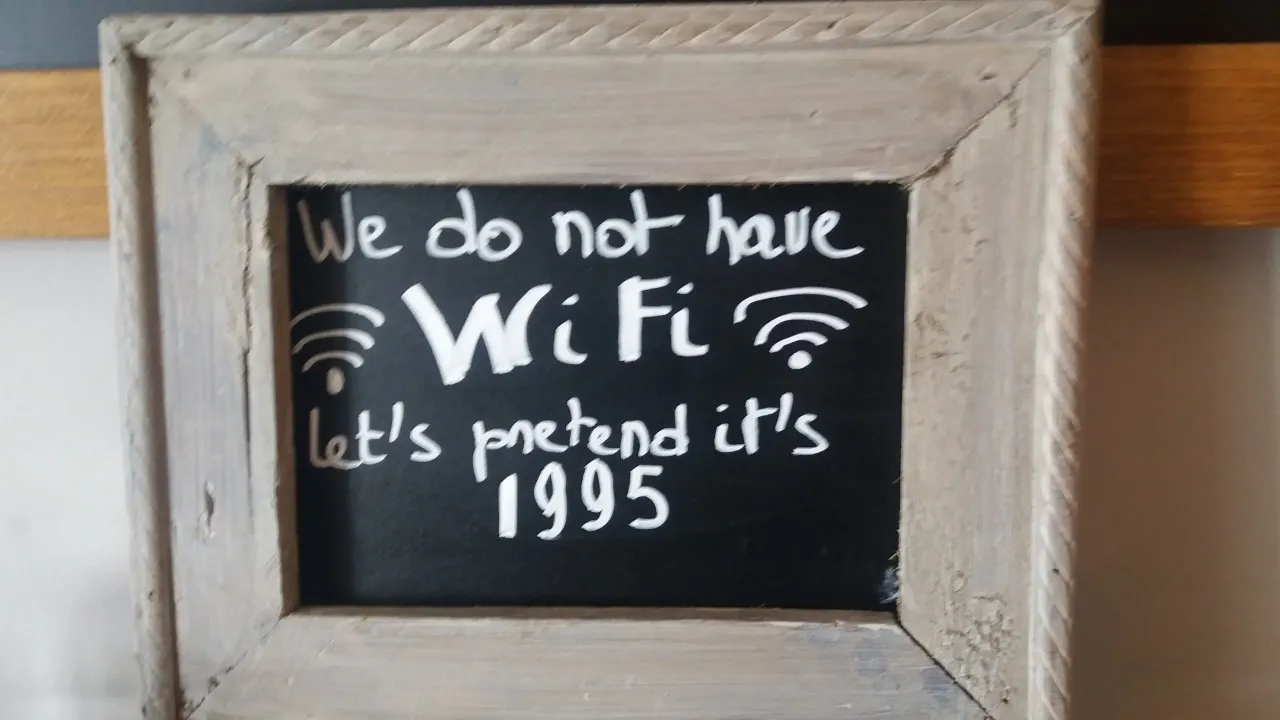 We do not have
WiFi
let's pretend it's
1995